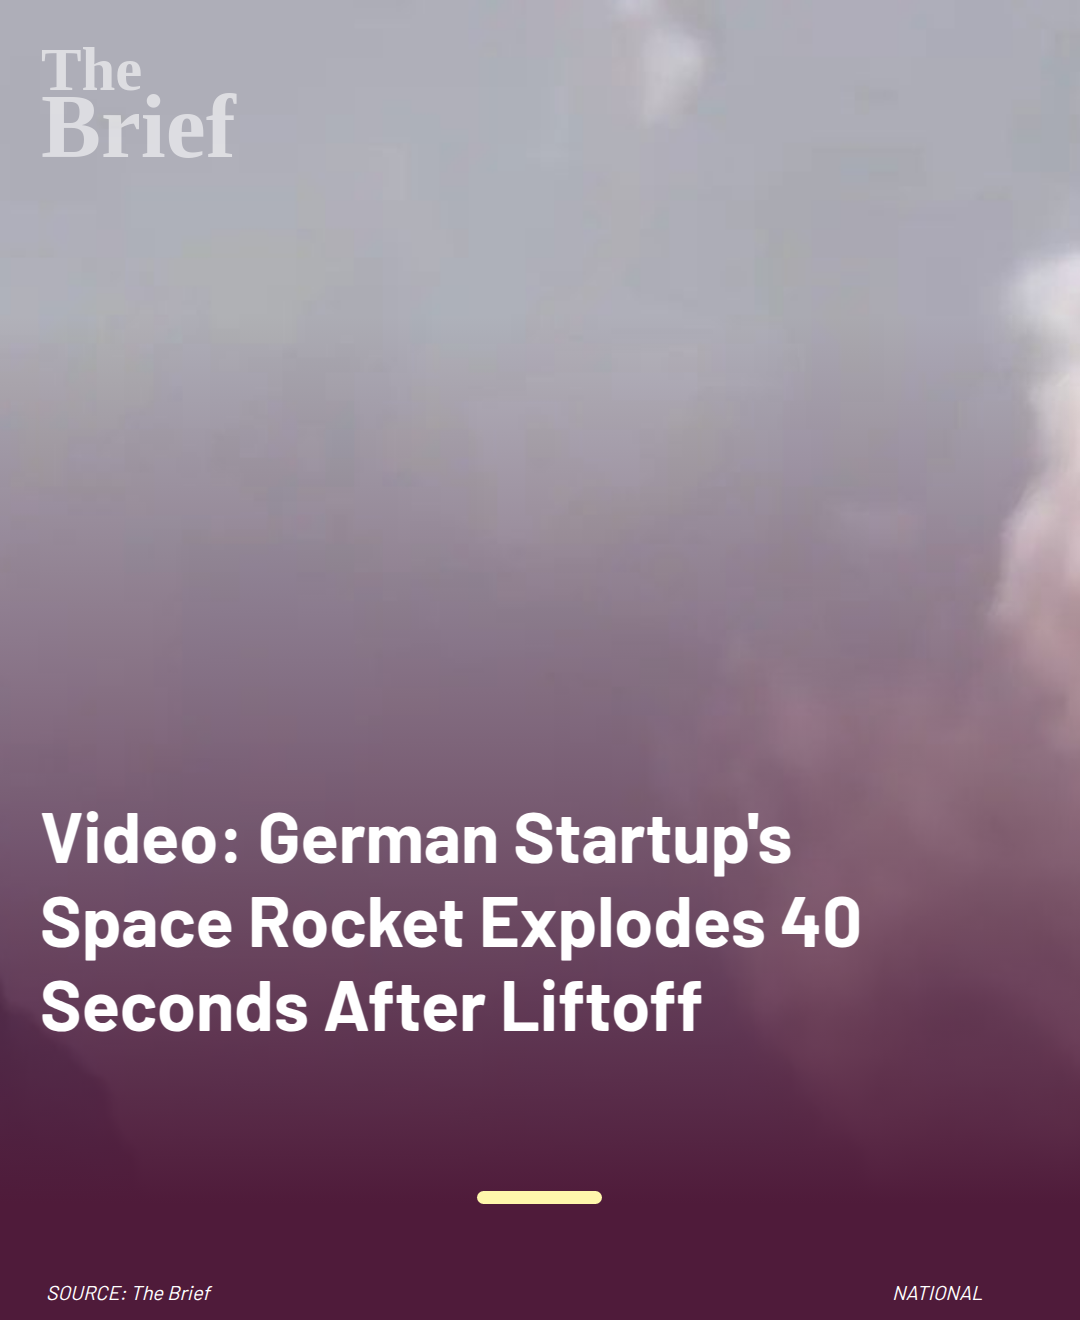 The
Brief
Video: German Startup's
Space Rocket Explodes 40
Seconds After Liftoff
SOURCE: The Brief
NATIONAL